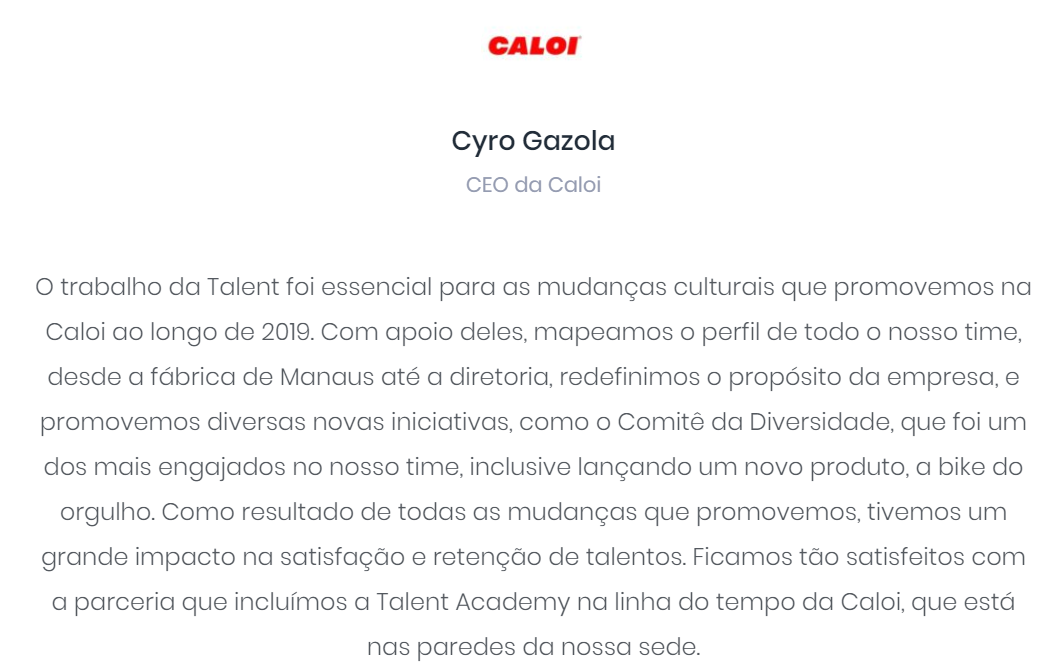 CALOI
Cyro Gazola
CEO da Caloi
O trabalho da Talent foi essencial para as mudanças culturais que promovemos na
Caloi ao longo de 2019. Com apoio deles, mapeamos o perfil de todo o nosso time,
desde a fábrica de Manaus até a diretoria, redefinimos o propósito da empresa, e
promovemos diversas novas iniciativas, como o Comitê da Diversidade, que foi um
dos mais engajados no nosso time, inclusive lançando um novo produto, a bike do
orgulho. Como resultado de todas as mudanças que promovemos, tivemos um
grande impacto na satisfação e retenção de talentos. Ficamos tão satisfeitos com
a parceria que incluímos a Talent Academy na linha do tempo da Caloi, que está
nas paredes da nossa sede.